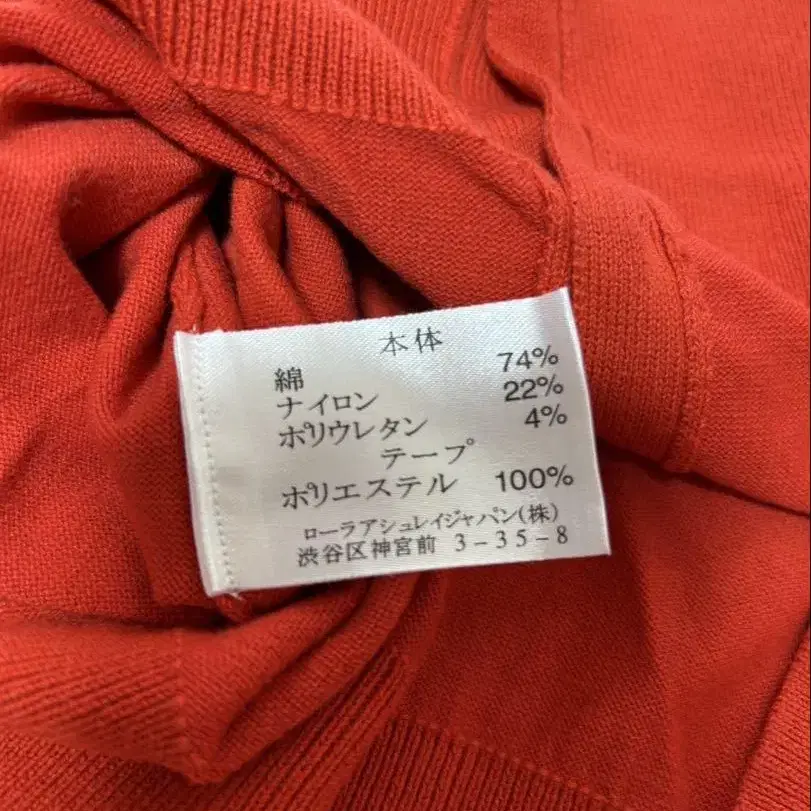 本体
綿 74%
ナイロン 22%
ポリウレタン 4%
テープ
ポリエステル 100%
ローラアシュレイジャパン(株)
渋谷区神宮前 3-35-8